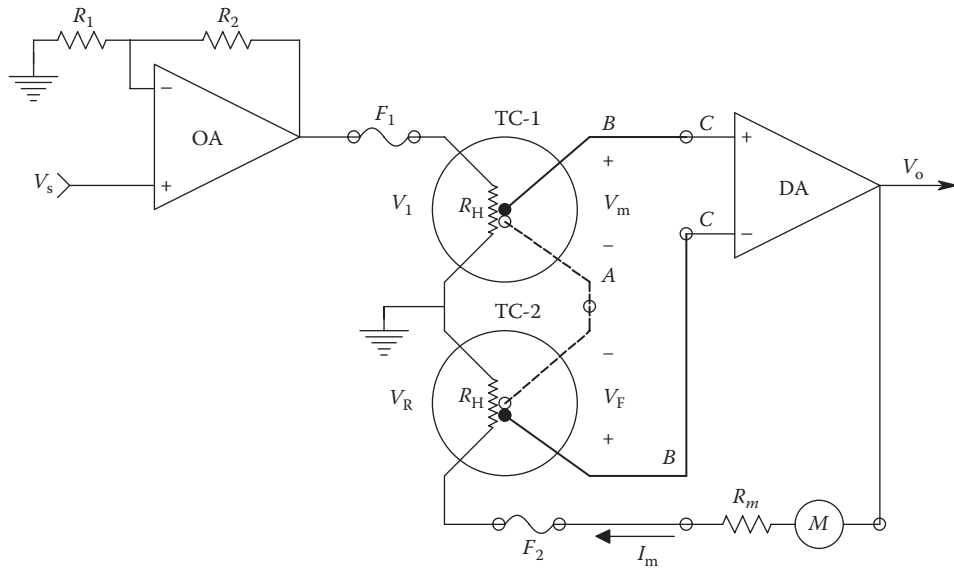 R1 R2
F1
TC-1
B
C
−
OA
+
Vs
V1
RH
+
Vm
−
A
C
+
DA
−
Vo
TC-2
VR
RH
−
VF
+
B
F2
Im
Rm
M